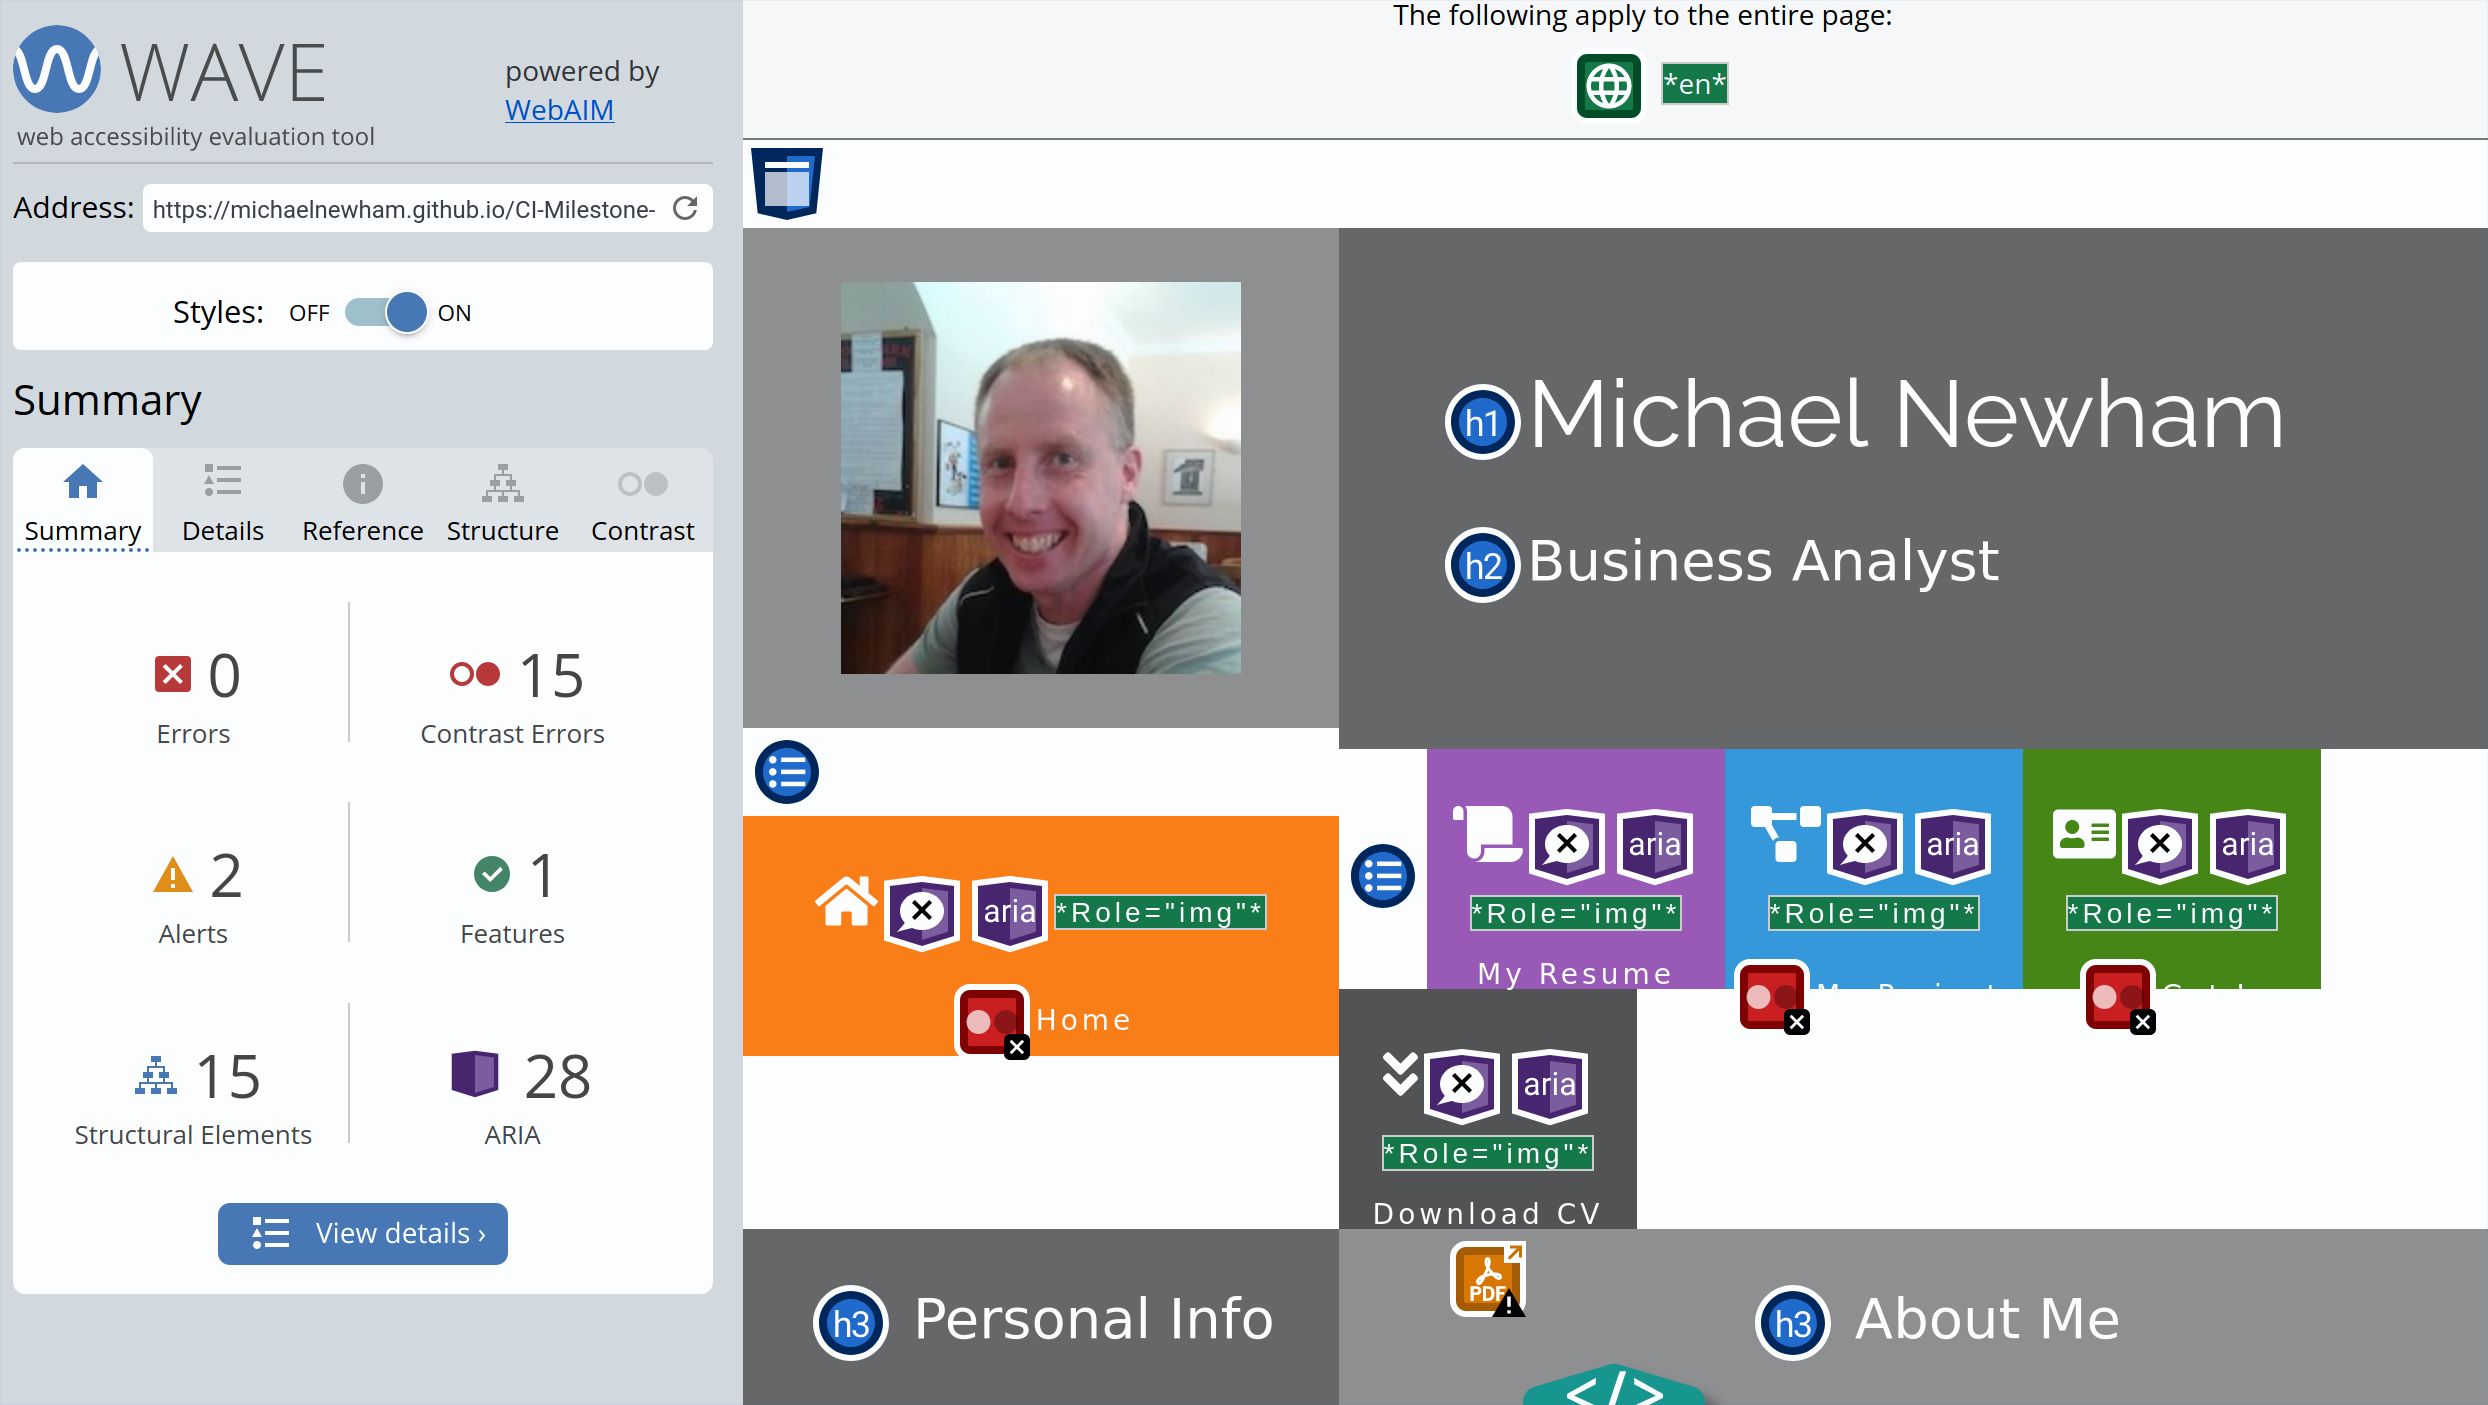 WAVE
powered by
WebAIM
web accessibility evaluation tool
Address: https://michaelnewham.github.io/CI-Milestone-
Styles: OFF ON
Summary
Summary Details Reference Structure Contrast
0 15
Errors Contrast Errors
2 1
Alerts Features
15 28
Structural Elements ARIA
View details ›
The following apply to the entire page:
*en*
h1 Michael Newham
h2 Business Analyst
aria *Role="img"*
Home
aria aria aria
*Role="img"* *Role="img"* *Role="img"*
My Resume
aria
*Role="img"*
Download CV
PDF
h3 Personal Info
h3 About Me
</>